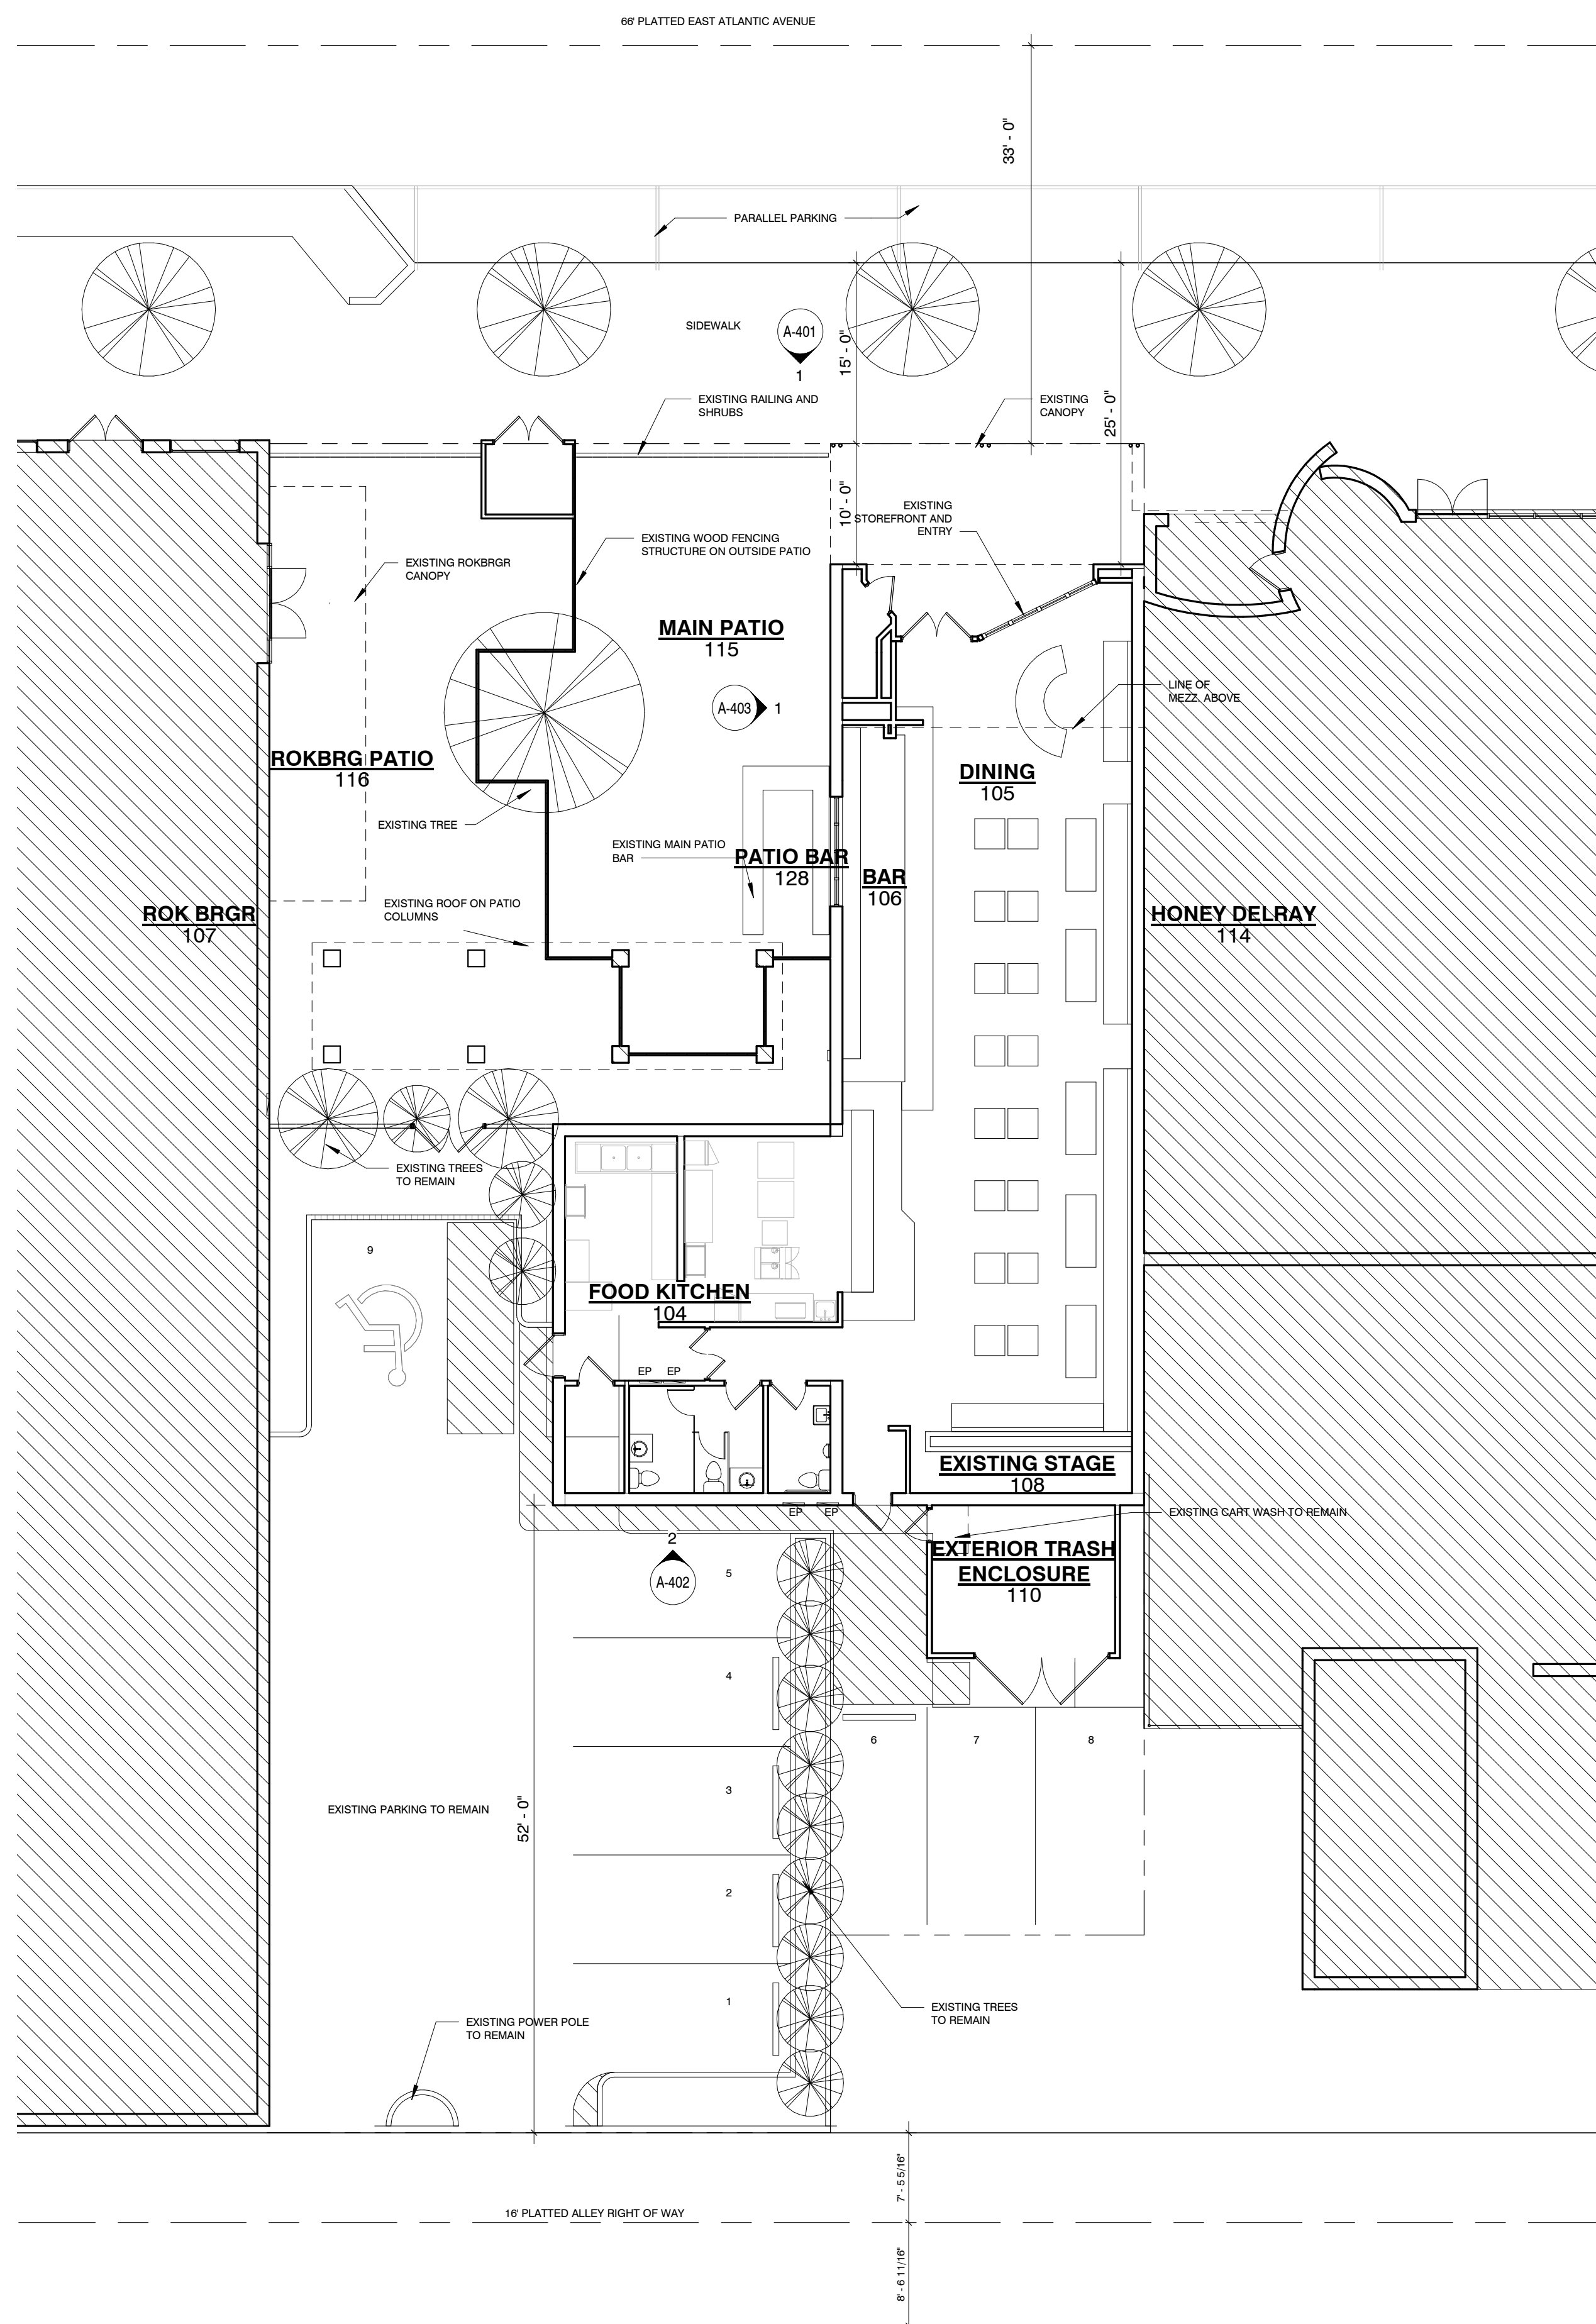 66' PLATTED EAST ATLANTIC AVENUE
33' - 0"
PARALLEL PARKING
SIDEWALK
A-401
1
15' - 0"
25' - 0"
EXISTING RAILING AND
SHRUBS
EXISTING
CANOPY
10' - 0"
EXISTING
STOREFRONT AND
ENTRY
EXISTING WOOD FENCING
STRUCTURE ON OUTSIDE PATIO
EXISTING ROKBRGR
CANOPY
MAIN PATIO
115
LINE OF
MEZZ. ABOVE
A-403
1
ROKBRG PATIO
116
DINING
105
EXISTING TREE
EXISTING MAIN PATIO
BAR
PATIO BAR
128
BAR
106
EXISTING ROOF ON PATIO
COLUMNS
ROK BRGR
107
HONEY DELRAY
114
EXISTING TREES
TO REMAIN
9
FOOD KITCHEN
104
EP
EP
EXISTING STAGE
108
EP
EP
EXISTING CART WASH TO REMAIN
2
A-402
EXTERIOR TRASH
ENCLOSURE
110
5
4
6
7
8
3
EXISTING PARKING TO REMAIN
52' - 0"
2
1
EXISTING TREES
TO REMAIN
EXISTING POWER POLE
TO REMAIN
7' - 5 5/16"
16' PLATTED ALLEY RIGHT OF WAY
8' - 6 11/16"